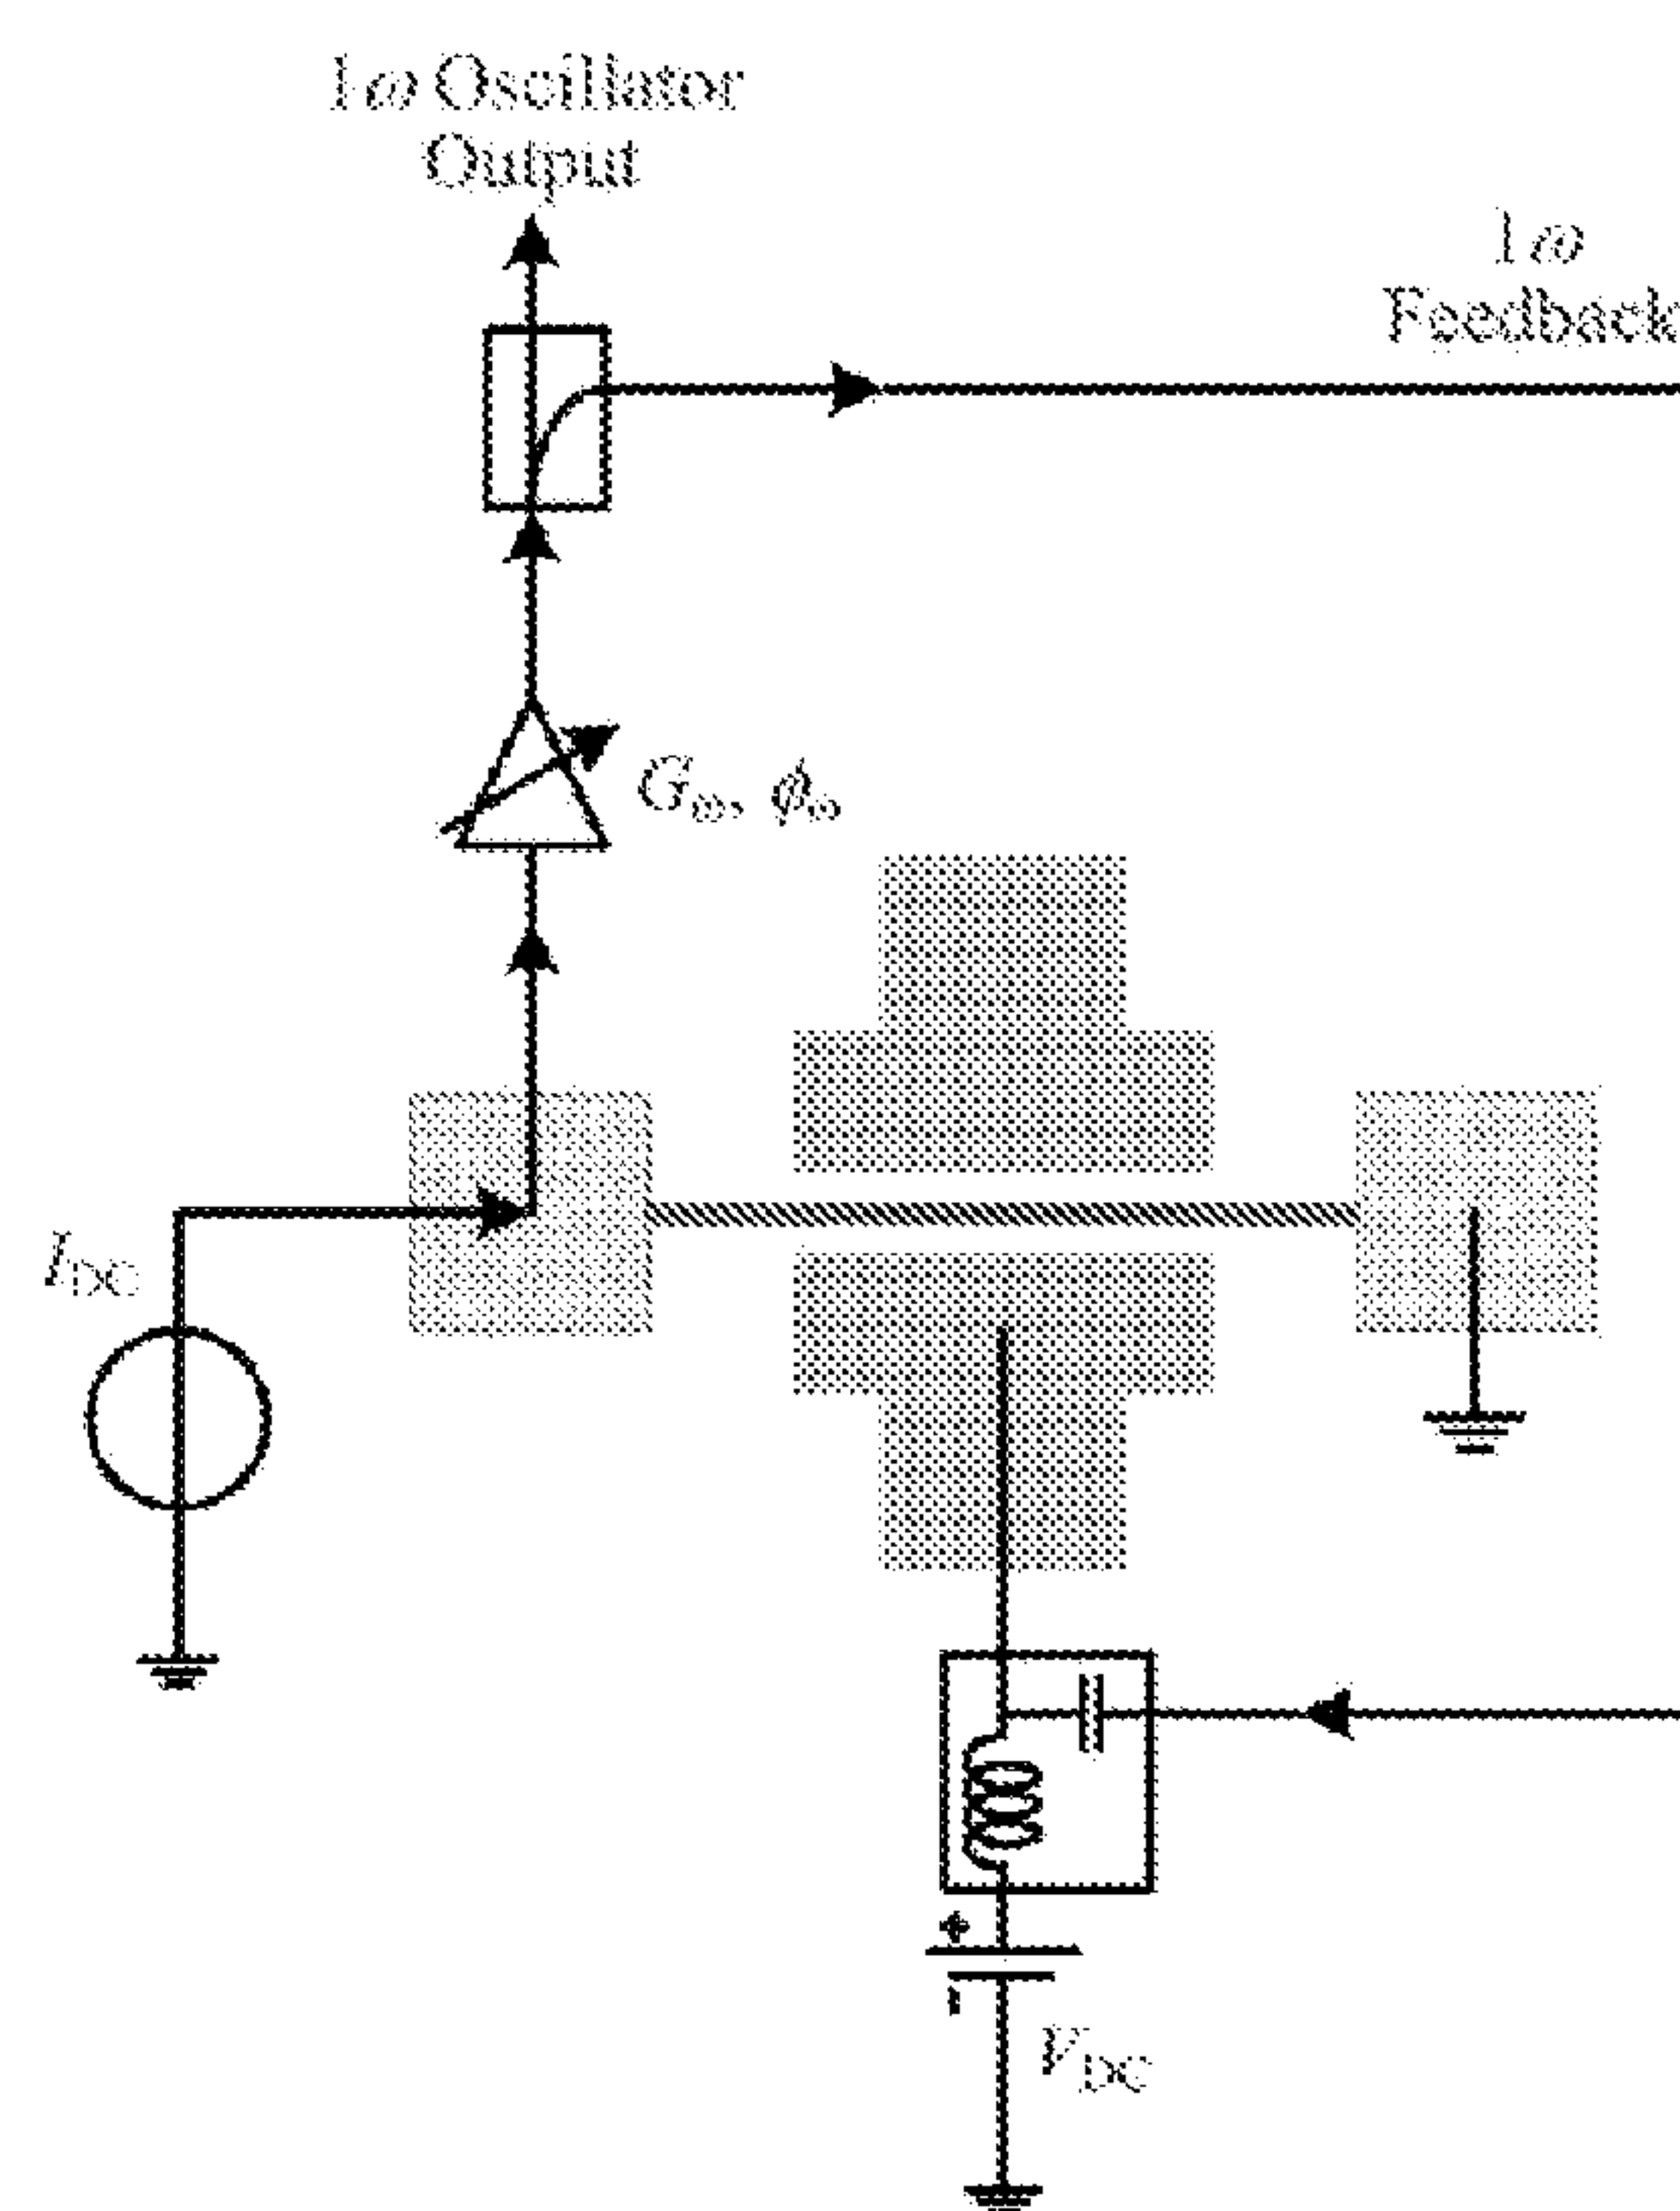 1ω Oscillator
Output
1ω
Feedback
G_ω, ϕ_ω
I_DC
+
-
V_DC